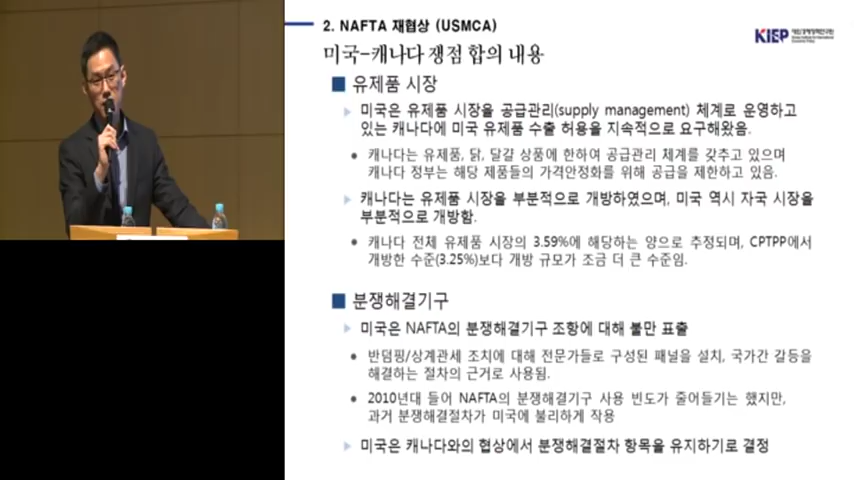 2. NAFTA 재협상 (USMCA)
KIEP 대외경제정책연구원
미국-캐나다 쟁점 합의 내용
유제품 시장
미국은 유제품 시장을 공급관리(supply management) 체계로 운영하고
있는 캐나다에 미국 유제품 수출 허용을 지속적으로 요구해왔음.
캐나다는 유제품, 닭, 달걀 상품에 한하여 공급관리 체계를 갖추고 있으며
캐나다 정부는 해당 제품들의 가격안정화를 위해 공급을 제한하고 있음.
캐나다는 유제품 시장을 부분적으로 개방하였으며, 미국 역시 자국 시장을
부분적으로 개방함.
캐나다 전체 유제품 시장의 3.59%에 해당하는 양으로 추정되며, CPTPP에서
개방한 수준(3.25%)보다 개방 규모가 조금 더 큰 수준임.
분쟁해결기구
미국은 NAFTA의 분쟁해결기구 조항에 대해 불만 표출
반덤핑/상계관세 조치에 대해 전문가들로 구성된 패널을 설치, 국가간 갈등을
해결하는 절차의 근거로 사용됨.
2010년대 들어 NAFTA의 분쟁해결기구 사용 빈도가 줄어들기는 했지만,
과거 분쟁해결절차가 미국에 불리하게 작용
미국은 캐나다와의 협상에서 분쟁해결절차 항목을 유지하기로 결정